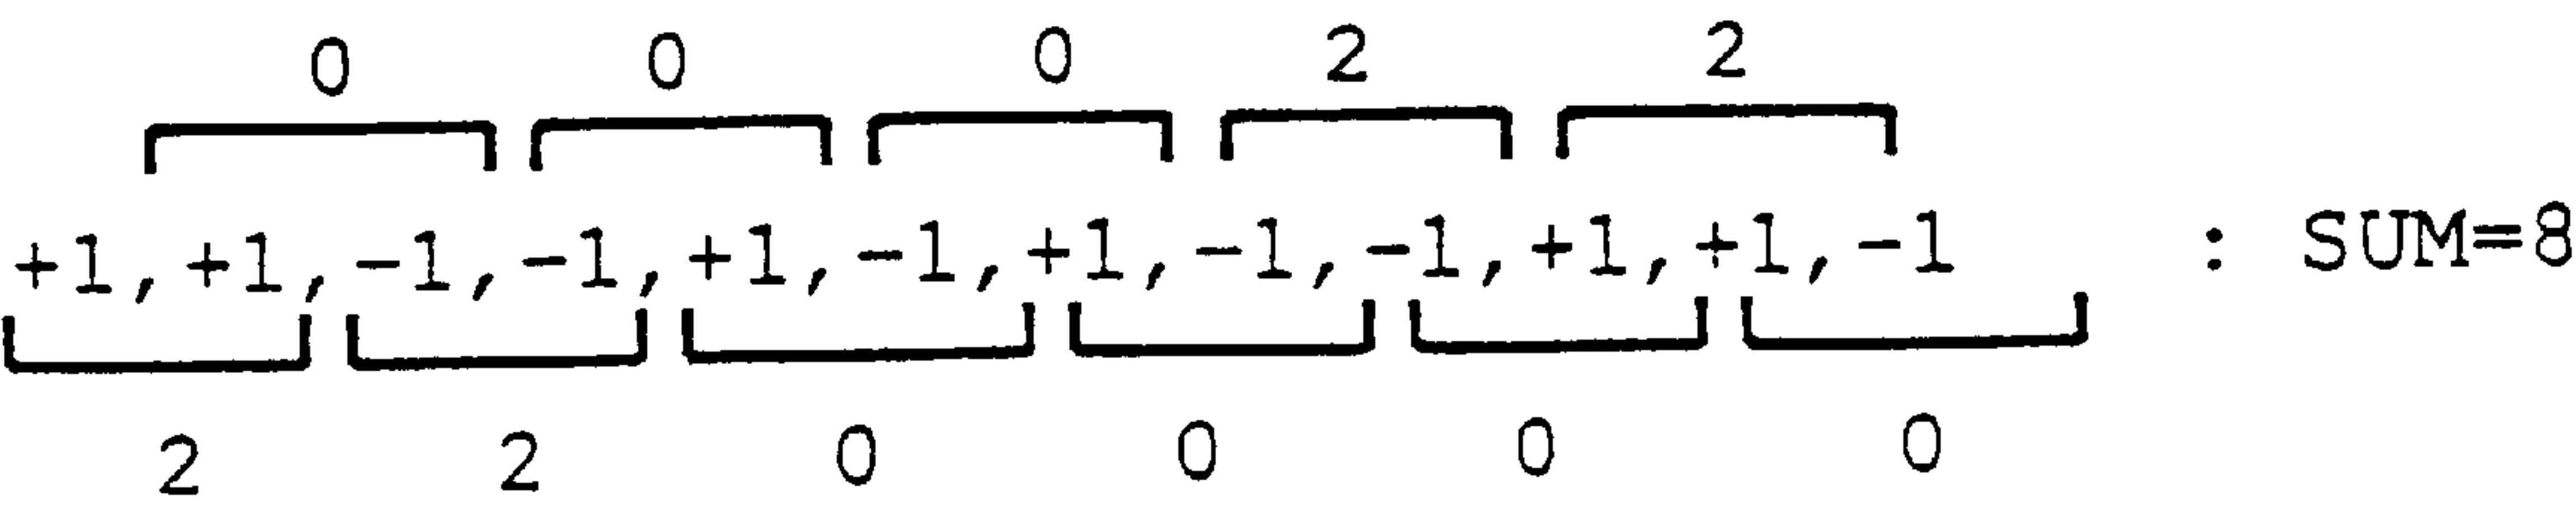 0 0 0 2 2
+1, +1, -1, -1, +1, -1, +1, -1, -1, +1, +1, -1 : SUM=8
2 2 0 0 0 0